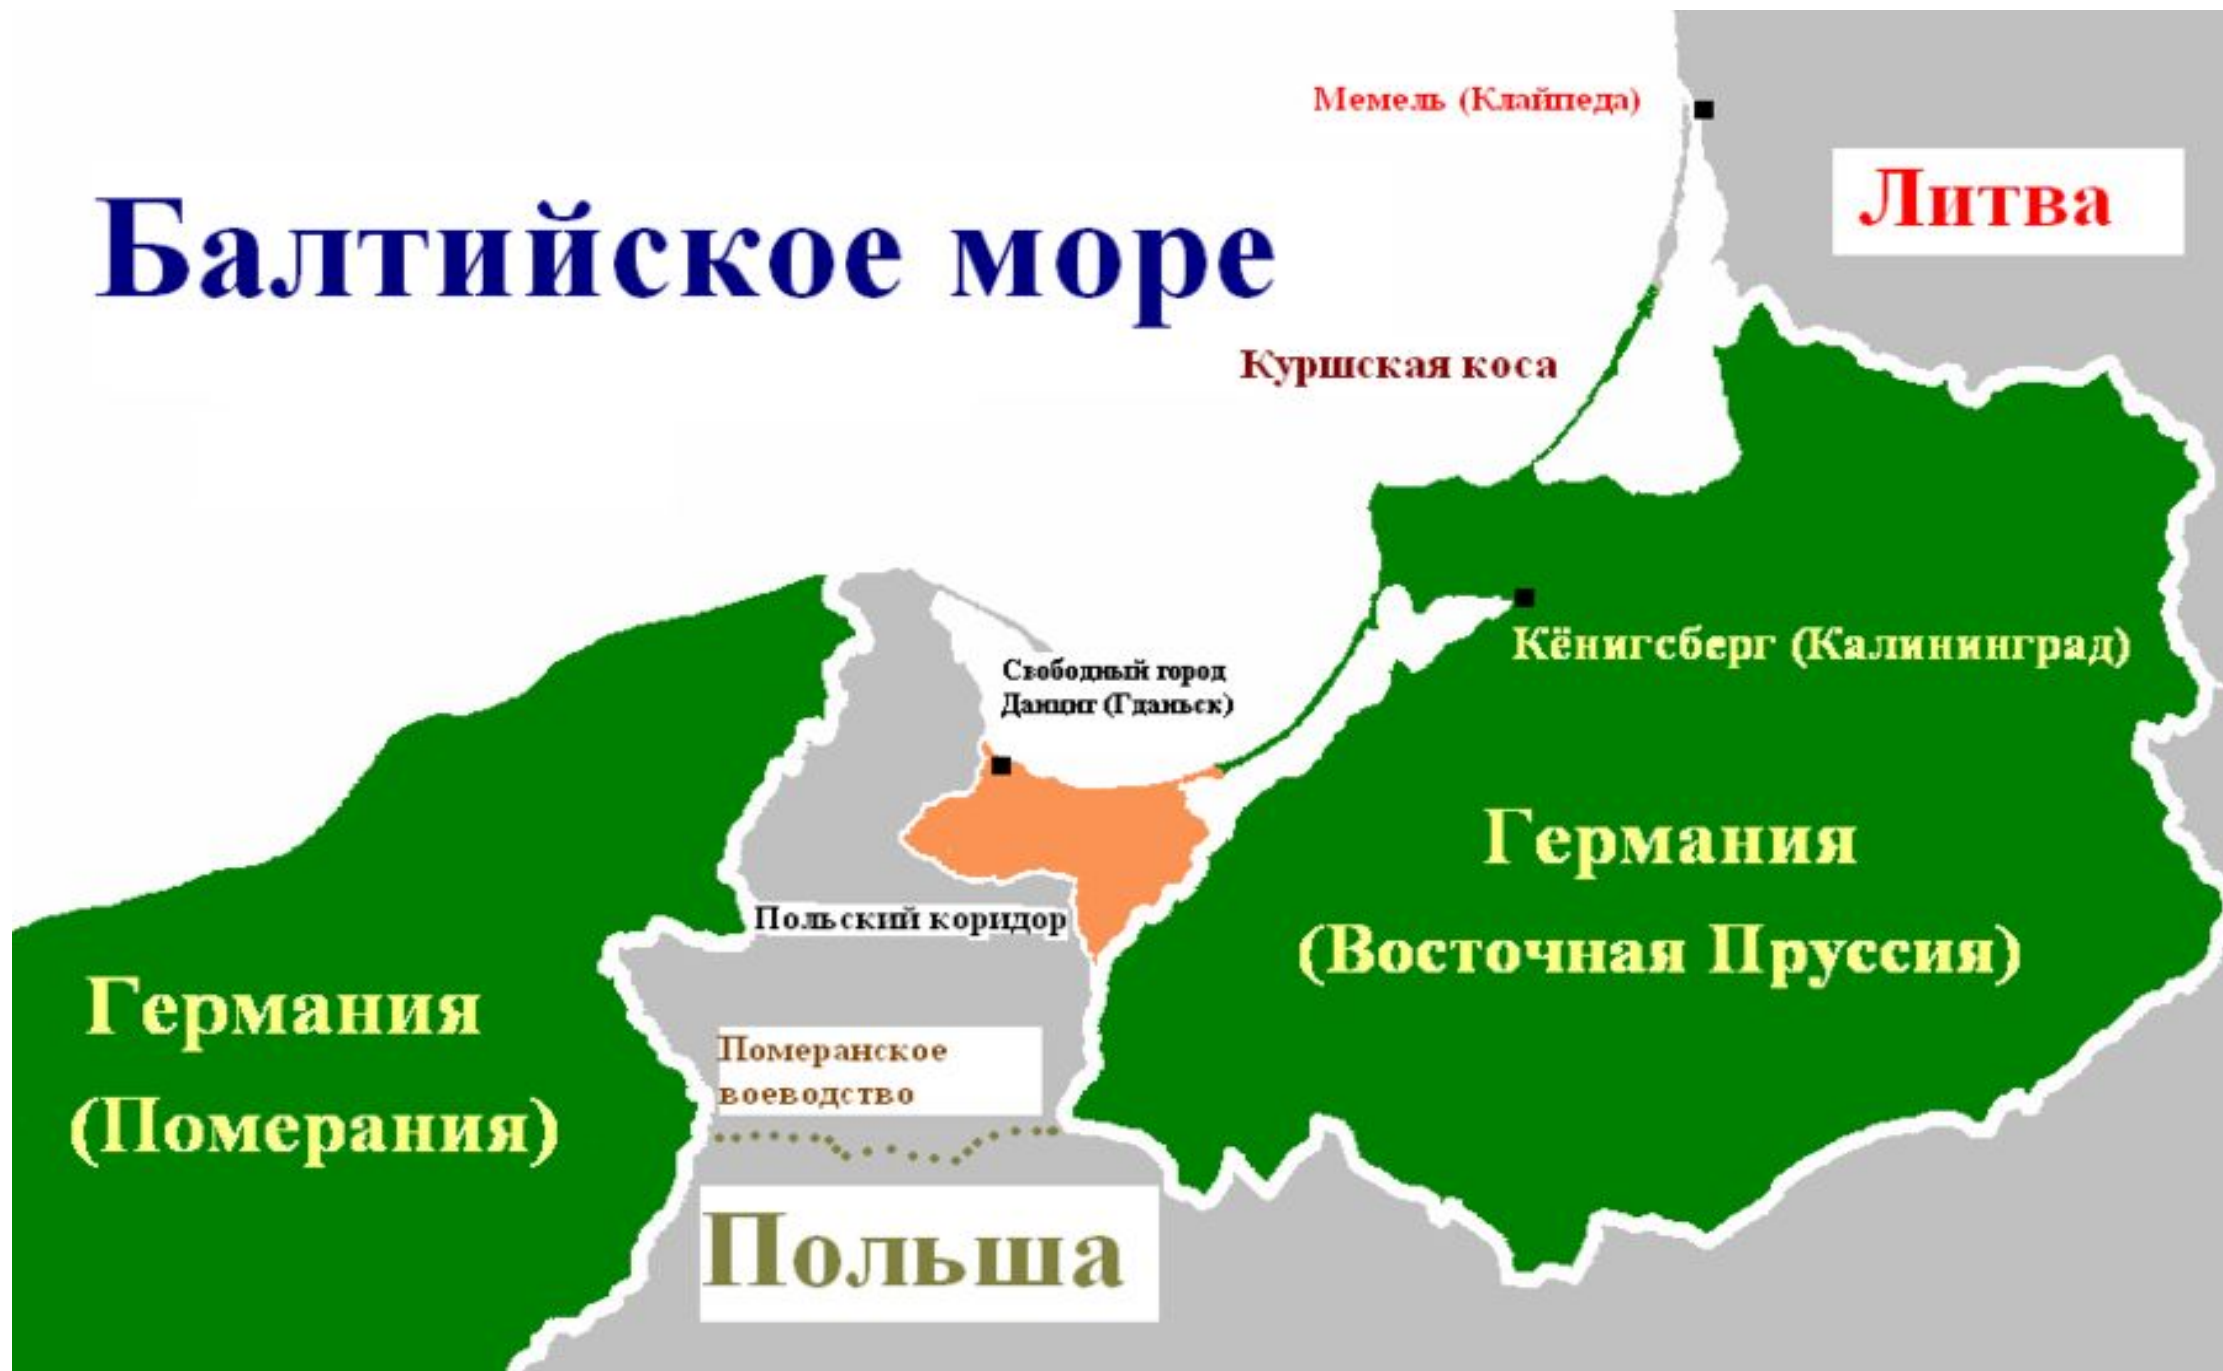 Мемель (Клайпеда)
Литва
Балтийское море
Куршская коса
Свободный город
Данциг (Гданьск)
Кёнигсберг (Калининград)
Германия
(Восточная Пруссия)
Польский коридор
Германия
(Померания)
Померанское
воеводство
Польша